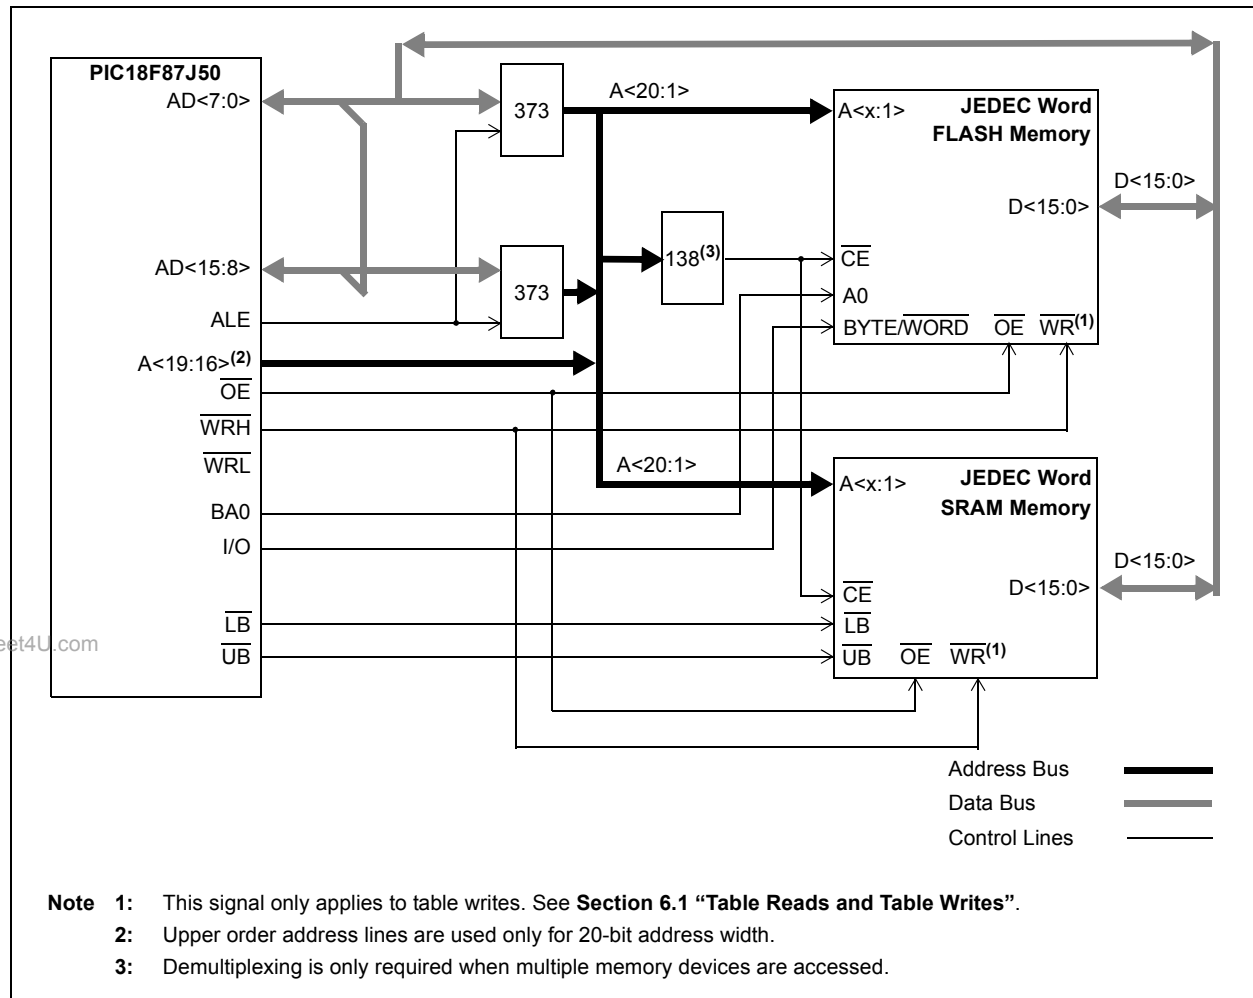 PIC18F87J50
AD<7:0>
AD<15:8>
ALE
A<19:16>(2)
OE
WRH
WRL
BA0
I/O
LB
UB
373
373
A<20:1>
138(3)
A<20:1>
A<x:1>
JEDEC Word
FLASH Memory
D<15:0>
D<15:0>
CE
A0
BYTE/WORD OE WR(1)
A<x:1>
JEDEC Word
SRAM Memory
D<15:0>
D<15:0>
CE
LB
UB OE WR(1)
eet4U.com
Address Bus
Data Bus
Control Lines
Note 1: This signal only applies to table writes. See Section 6.1 “Table Reads and Table Writes”.
2: Upper order address lines are used only for 20-bit address width.
3: Demultiplexing is only required when multiple memory devices are accessed.